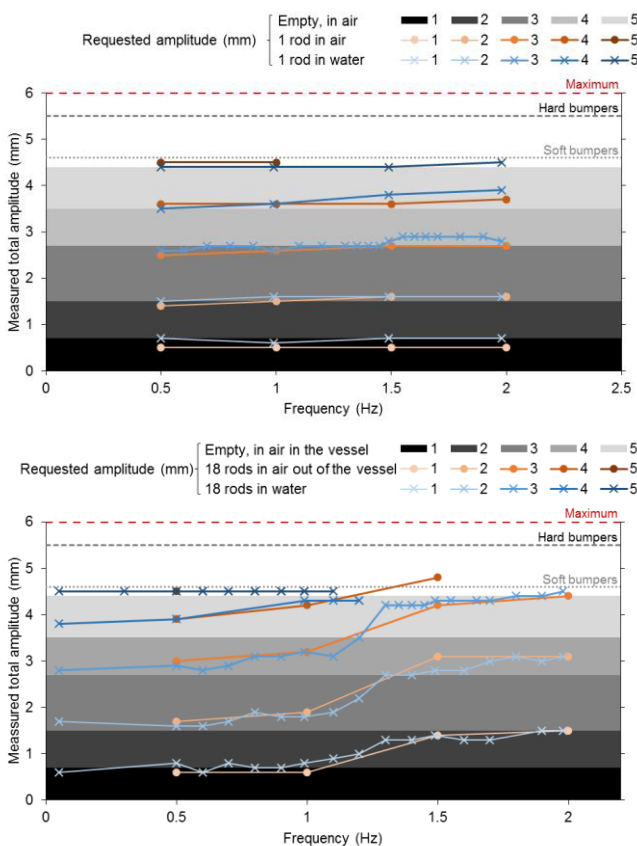 Empty, in air 1 2 3 4 5
Requested amplitude (mm) 1 rod in air 1 2 3 4 5
1 rod in water 1 2 3 4 5
Maximum
Hard bumpers
Soft bumpers
Measured total amplitude (mm)
6
5
4
3
2
1
0
0 0.5 1 1.5 2 2.5
Frequency (Hz)
Empty, in air in the vessel 1 2 3 4 5
Requested amplitude (mm) 18 rods in air out of the vessel 1 2 3 4 5
18 rods in water 1 2 3 4 5
Maximum
Hard bumpers
Soft bumpers
Meassured total amplitude (mm)
6
5
4
3
2
1
0
0 0.5 1 1.5 2
Frequency (Hz)